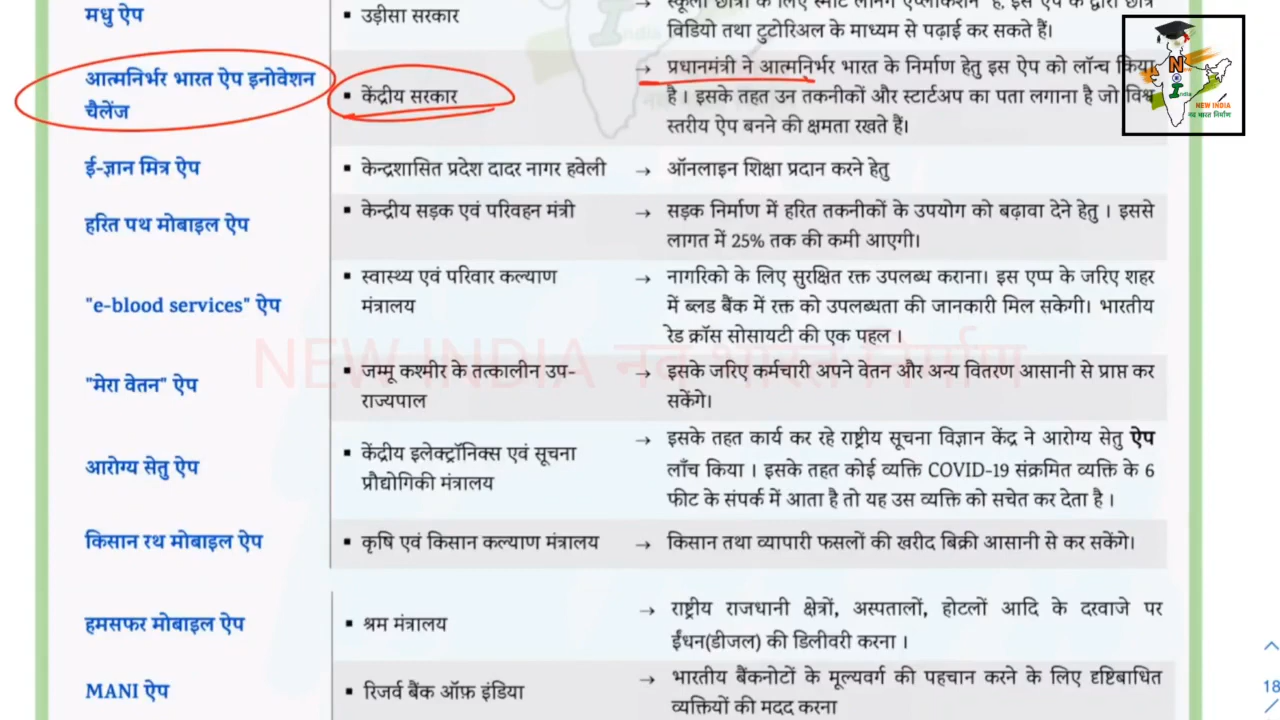 मधु ऐप
▪ उड़ीसा सरकार
विडियो तथा टुटोरिअल के माध्यम से पढ़ाई कर सकते हैं।
आत्मनिर्भर भारत ऐप इनोवेशन
चैलेंज
▪ केंद्रीय सरकार
→ प्रधानमंत्री ने आत्मनिर्भर भारत के निर्माण हेतु इस ऐप को लॉन्च किया
है। इसके तहत उन तकनीकों और स्टार्टअप का पता लगाना है जो विश्व
स्तरीय ऐप बनने की क्षमता रखते हैं।
ई-ज्ञान मित्र ऐप
▪ केन्द्रशासित प्रदेश दादर नागर हवेली
→ ऑनलाइन शिक्षा प्रदान करने हेतु
हरित पथ मोबाइल ऐप
▪ केन्द्रीय सड़क एवं परिवहन मंत्री
→ सड़क निर्माण में हरित तकनीकों के उपयोग को बढ़ावा देने हेतु । इससे
लागत में 25% तक की कमी आएगी।
"e-blood services" ऐप
▪ स्वास्थ्य एवं परिवार कल्याण
मंत्रालय
→ नागरिको के लिए सुरक्षित रक्त उपलब्ध कराना। इस एप्प के जरिए शहर
में ब्लड बैंक में रक्त को उपलब्धता की जानकारी मिल सकेगी। भारतीय
रेड क्रॉस सोसायटी की एक पहल ।
"मेरा वेतन" ऐप
▪ जम्मू कश्मीर के तत्कालीन उप-
राज्यपाल
→ इसके जरिए कर्मचारी अपने वेतन और अन्य वितरण आसानी से प्राप्त कर
सकेंगे।
आरोग्य सेतु ऐप
▪ केंद्रीय इलेक्ट्रॉनिक्स एवं सूचना
प्रौद्योगिकी मंत्रालय
→ इसके तहत कार्य कर रहे राष्ट्रीय सूचना विज्ञान केंद्र ने आरोग्य सेतु ऐप
लाँच किया । इसके तहत कोई व्यक्ति COVID-19 संक्रमित व्यक्ति के 6
फीट के संपर्क में आता है तो यह उस व्यक्ति को सचेत कर देता है ।
किसान रथ मोबाइल ऐप
▪ कृषि एवं किसान कल्याण मंत्रालय
→ किसान तथा व्यापारी फसलों की खरीद बिक्री आसानी से कर सकेंगे।
हमसफर मोबाइल ऐप
▪ श्रम मंत्रालय
→ राष्ट्रीय राजधानी क्षेत्रों, अस्पतालों, होटलों आदि के दरवाजे पर
ईंधन(डीजल) की डिलीवरी करना ।
MANI ऐप
▪ रिजर्व बैंक ऑफ़ इंडिया
→ भारतीय बैंकनोटों के मूल्यवर्ग की पहचान करने के लिए दृष्टिबाधित
व्यक्तियों की मदद करना
NEW INDIA नव भारत निर्माण
NEW INDIA
नव भारत निर्माण
18